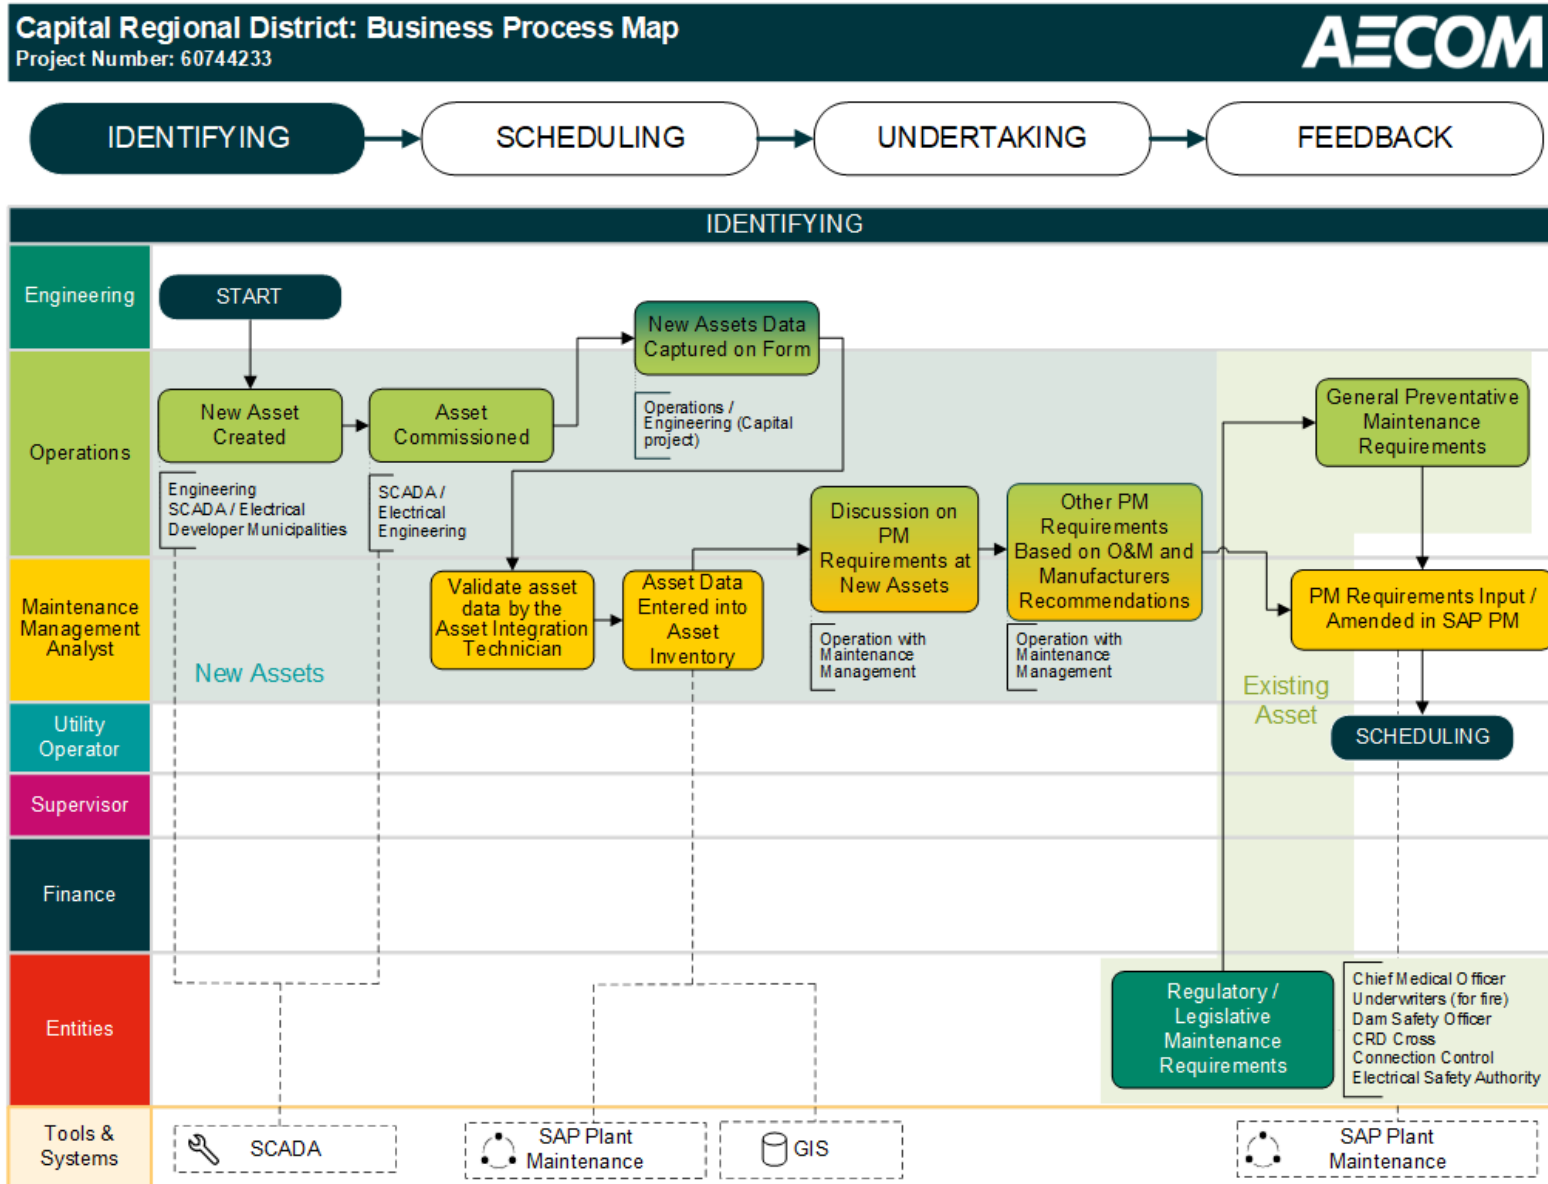 Capital Regional District: Business Process Map
Project Number: 60744233
AECOM
IDENTIFYING
SCHEDULING
UNDERTAKING
FEEDBACK
IDENTIFYING
Engineering
START
New Assets Data
Captured on Form
Operations
New Asset
Created
Asset
Commissioned
Operations /
Engineering (Capital
project)
General Preventative
Maintenance
Requirements
Engineering
SCADA / Electrical
Developer Municipalities
SCADA /
Electrical
Engineering
Discussion on
PM
Requirements at
New Assets
Other PM
Requirements
Based on O&M and
Manufacturers
Recommendations
Maintenance
Management
Analyst
Validate asset
data by the
Asset Integration
Technician
Asset Data
Entered into
Asset
Inventory
PM Requirements Input /
Amended in SAP PM
Operation with
Maintenance
Management
Operation with
Maintenance
Management
New Assets
Existing
Asset
Utility
Operator
SCHEDULING
Supervisor
Finance
Entities
Regulatory /
Legislative
Maintenance
Requirements
Chief Medical Officer
Underwriters (for fire)
Dam Safety Officer
CRD Cross
Connection Control
Electrical Safety Authority
Tools &
Systems
SCADA
SAP Plant
Maintenance
GIS
SAP Plant
Maintenance